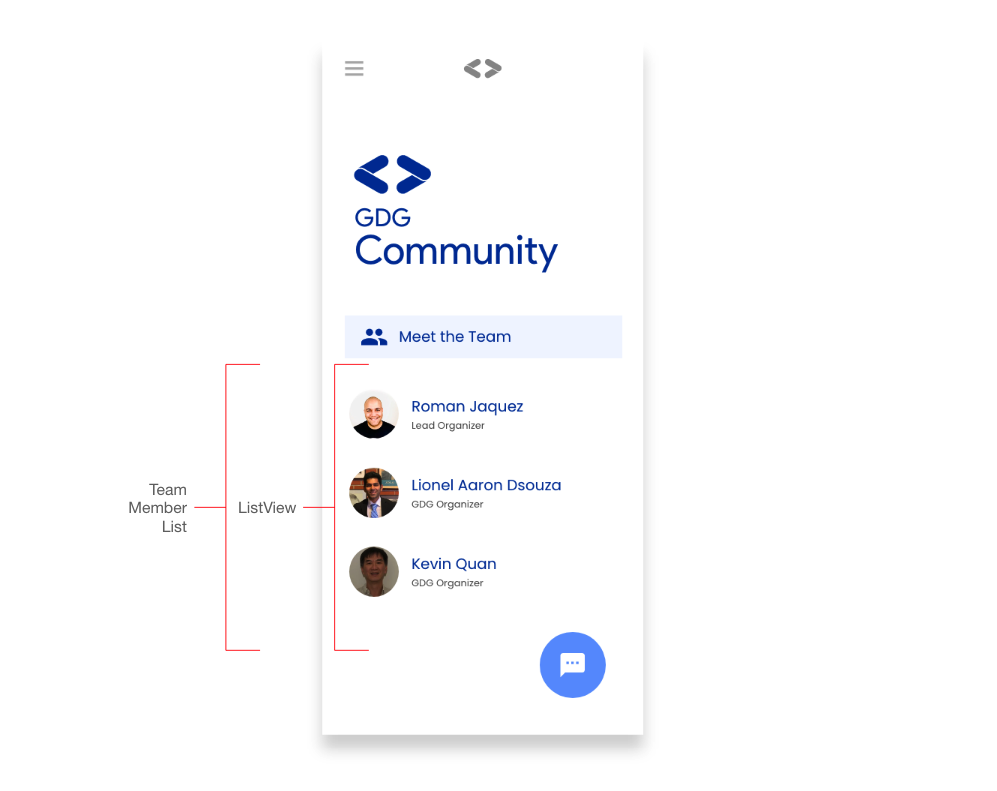 GDG
Community
Meet the Team
Roman Jaquez
Lead Organizer
Lionel Aaron Dsouza
GDG Organizer
Kevin Quan
GDG Organizer
Team
Member
List
ListView